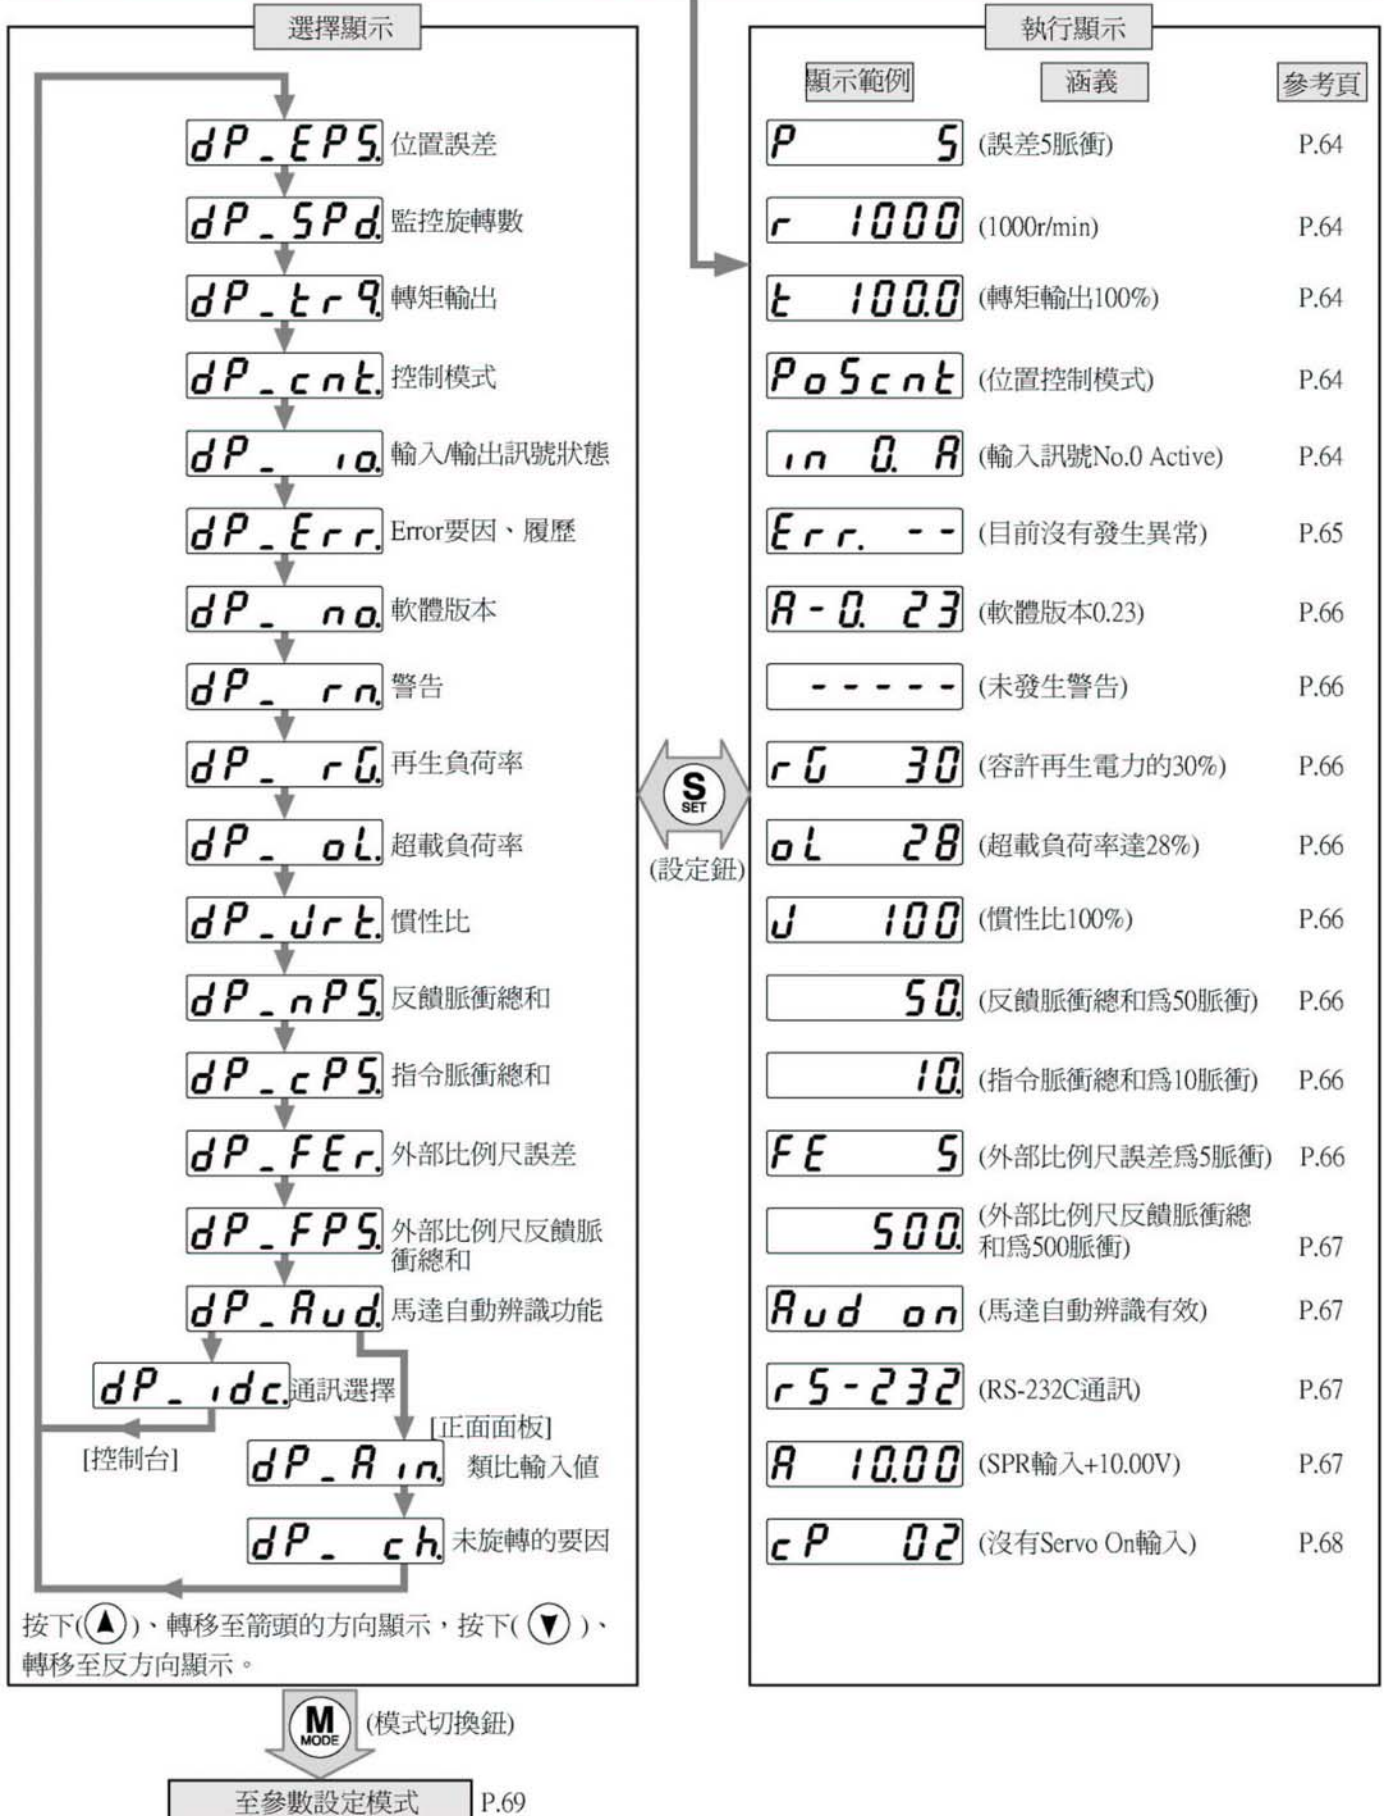 選擇顯示
dP_EPS. 位置誤差
dP_SPd. 監控旋轉數
dP_trq. 轉矩輸出
dP_cnt. 控制模式
dP_ io. 輸入/輸出訊號狀態
dP_Err. Error要因、履歷
dP_ no. 軟體版本
dP_ rn. 警告
dP_ rG. 再生負荷率
dP_ oL. 超載負荷率
dP_Jrt. 慣性比
dP_nPS. 反饋脈衝總和
dP_cPS. 指令脈衝總和
dP_FEr. 外部比例尺誤差
dP_FPS. 外部比例尺反饋脈
衝總和
dP_Aud. 馬達自動辨識功能
dP_idc. 通訊選擇
[控制台]
[正面面板]
dP_Ain. 類比輸入值
dP_ ch. 未旋轉的要因
按下(▲)、轉移至箭頭的方向顯示，按下( ▼ )、
轉移至反方向顯示。
S
SET
(設定鈕)
執行顯示
顯示範例 涵義 參考頁
P 5 (誤差5脈衝) P.64
r 1000 (1000r/min) P.64
t 100.0 (轉矩輸出100%) P.64
PoScnt (位置控制模式) P.64
in 0. A (輸入訊號No.0 Active) P.64
Err. -- (目前沒有發生異常) P.65
A-0. 23 (軟體版本0.23) P.66
----- (未發生警告) P.66
rG 30 (容許再生電力的30%) P.66
oL 28 (超載負荷率達28%) P.66
J 100 (慣性比100%) P.66
50. (反饋脈衝總和爲50脈衝) P.66
10. (指令脈衝總和爲10脈衝) P.66
FE 5 (外部比例尺誤差爲5脈衝) P.66
500. (外部比例尺反饋脈衝總
和爲500脈衝) P.67
Aud on (馬達自動辨識有效) P.67
rS-232 (RS-232C通訊) P.67
A 10.00 (SPR輸入+10.00V) P.67
cP 02 (沒有Servo On輸入) P.68
M
MODE
(模式切換鈕)
至參數設定模式 P.69